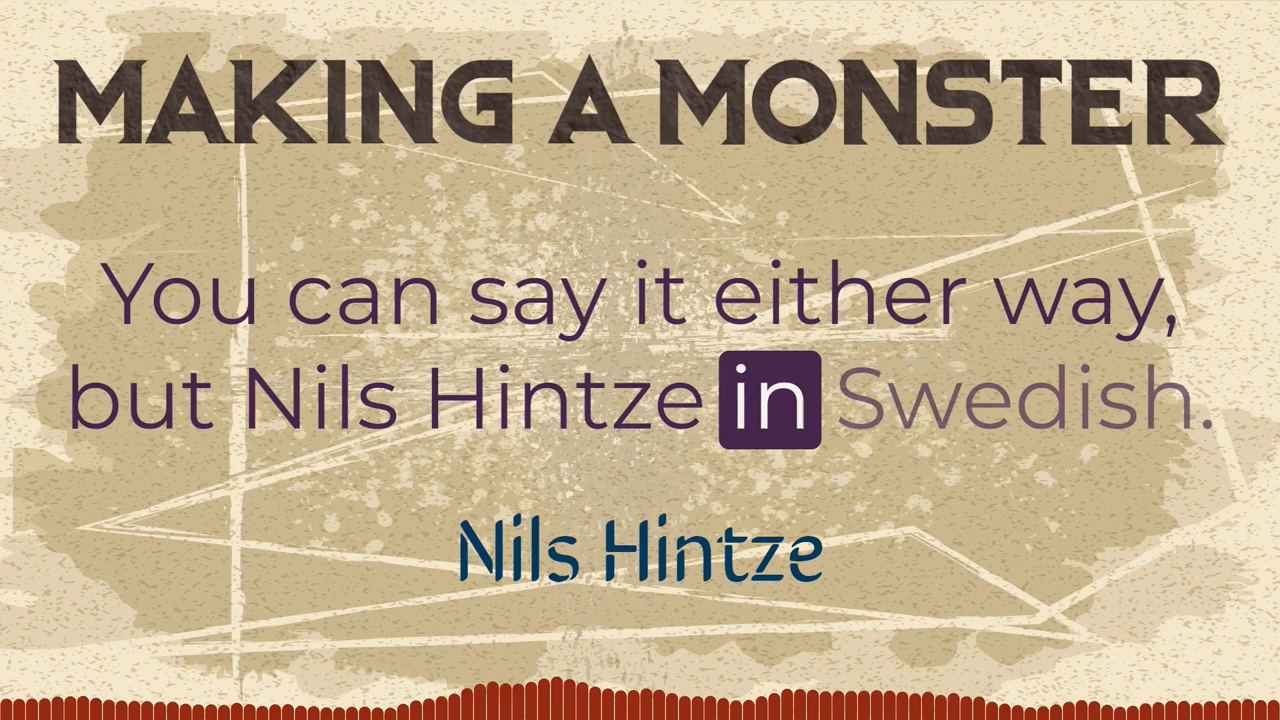 MAKING A MONSTER
You can say it either way,
but Nils Hintze in Swedish.
Nils Hintze